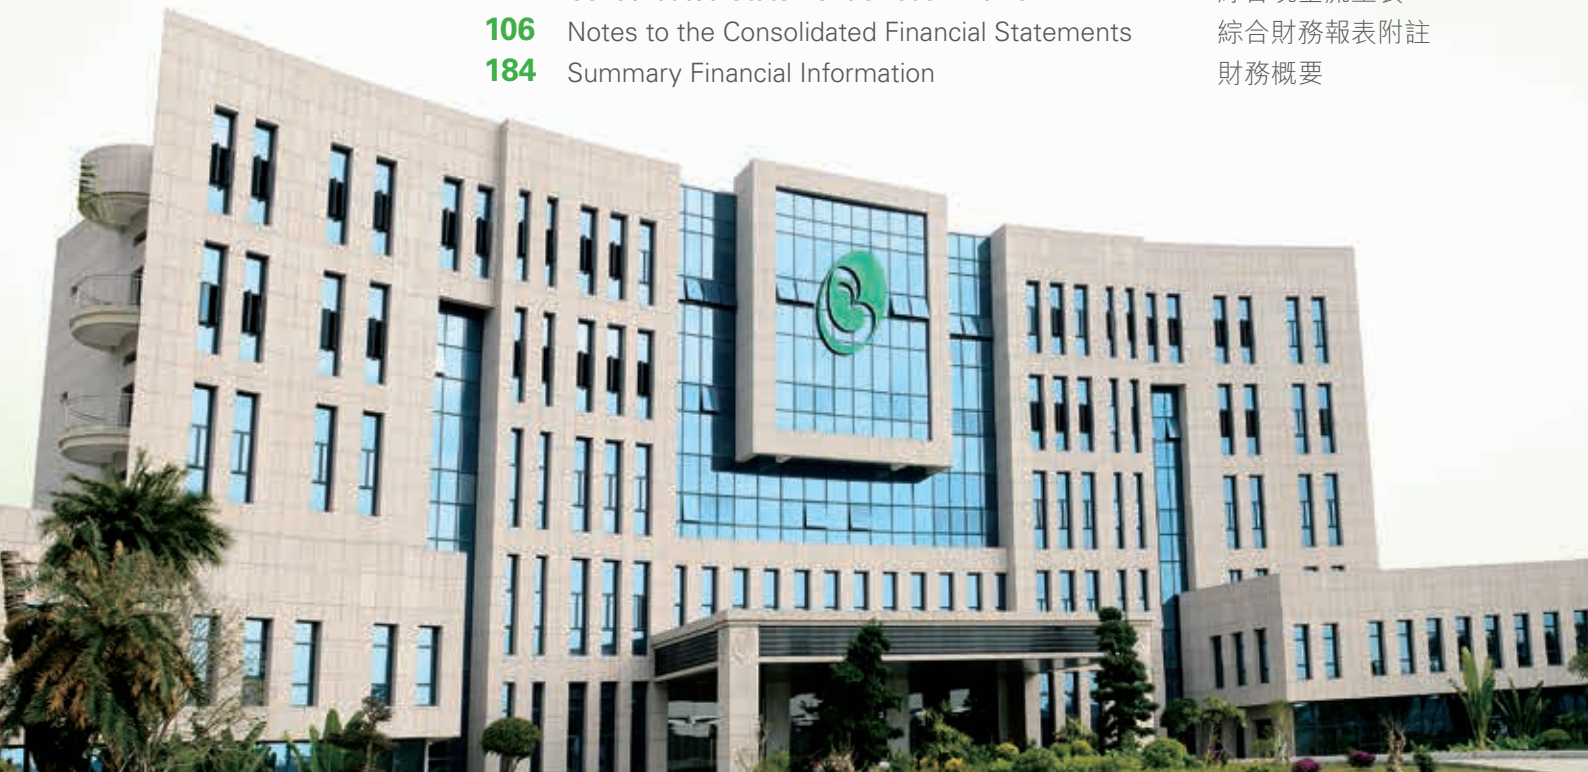 106 Notes to the Consolidated Financial Statements 綜合財務報表附註
184 Summary Financial Information 財務概要